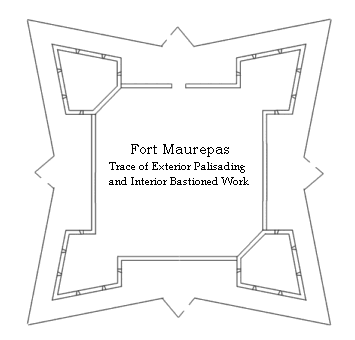 Fort Maurepas
Trace of Exterior Palisading
and Interior Bastioned Work